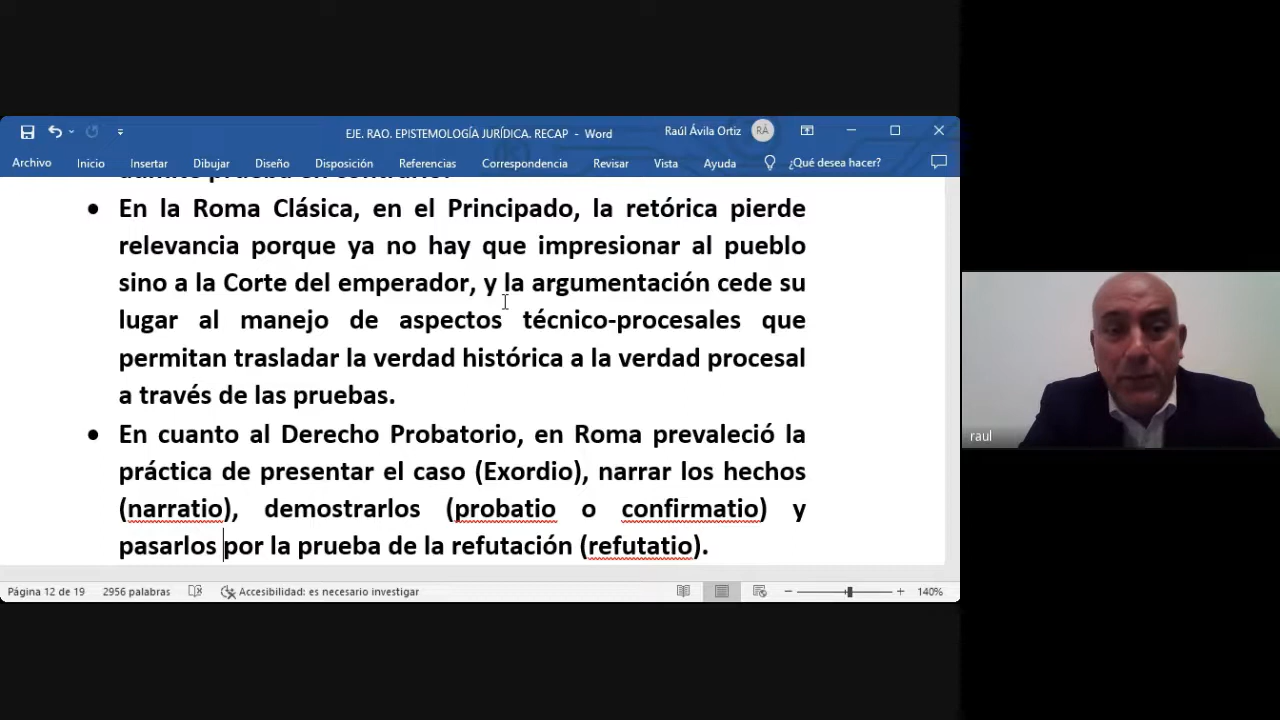 EJE. RAO. EPISTEMOLOGÍA JURÍDICA. RECAP - Word
Raúl Ávila Ortiz
RÁ
Archivo Inicio Insertar Dibujar Diseño Disposición Referencias Correspondencia Revisar Vista Ayuda ¿Qué desea hacer?
En la Roma Clásica, en el Principado, la retórica pierde
relevancia porque ya no hay que impresionar al pueblo
sino a la Corte del emperador, y la argumentación cede su
lugar al manejo de aspectos técnico-procesales que
permitan trasladar la verdad histórica a la verdad procesal
a través de las pruebas.
En cuanto al Derecho Probatorio, en Roma prevaleció la
práctica de presentar el caso (Exordio), narrar los hechos
(narratio), demostrarlos (probatio o confirmatio) y
pasarlos por la prueba de la refutación (refutatio).
raul
Página 12 de 19 2956 palabras Accesibilidad: es necesario investigar 140%